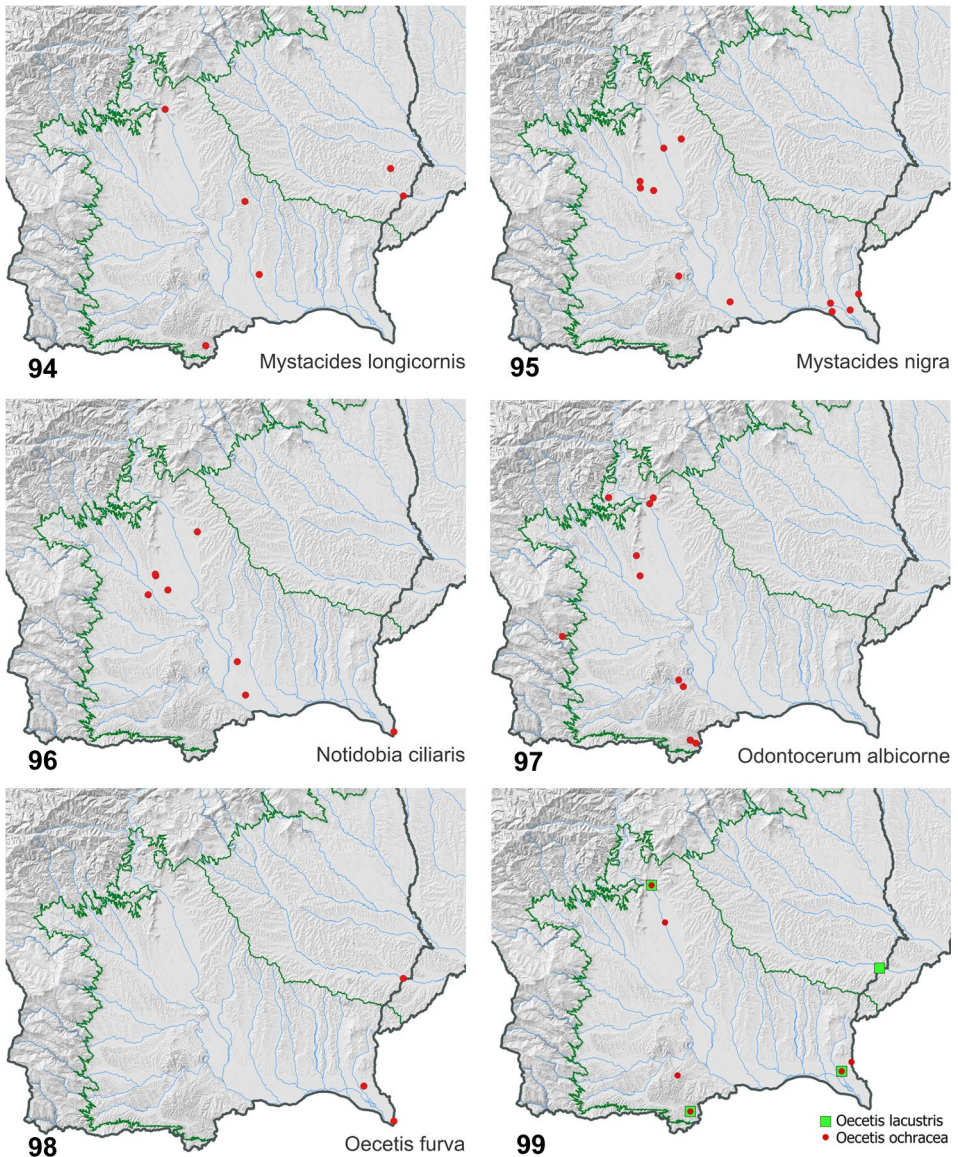 94 Mystacides longicornis
95 Mystacides nigra
96 Notidobia ciliaris
97 Odontocerum albicorne
98 Oecetis furva
99 Oecetis lacustris
Oecetis ochracea